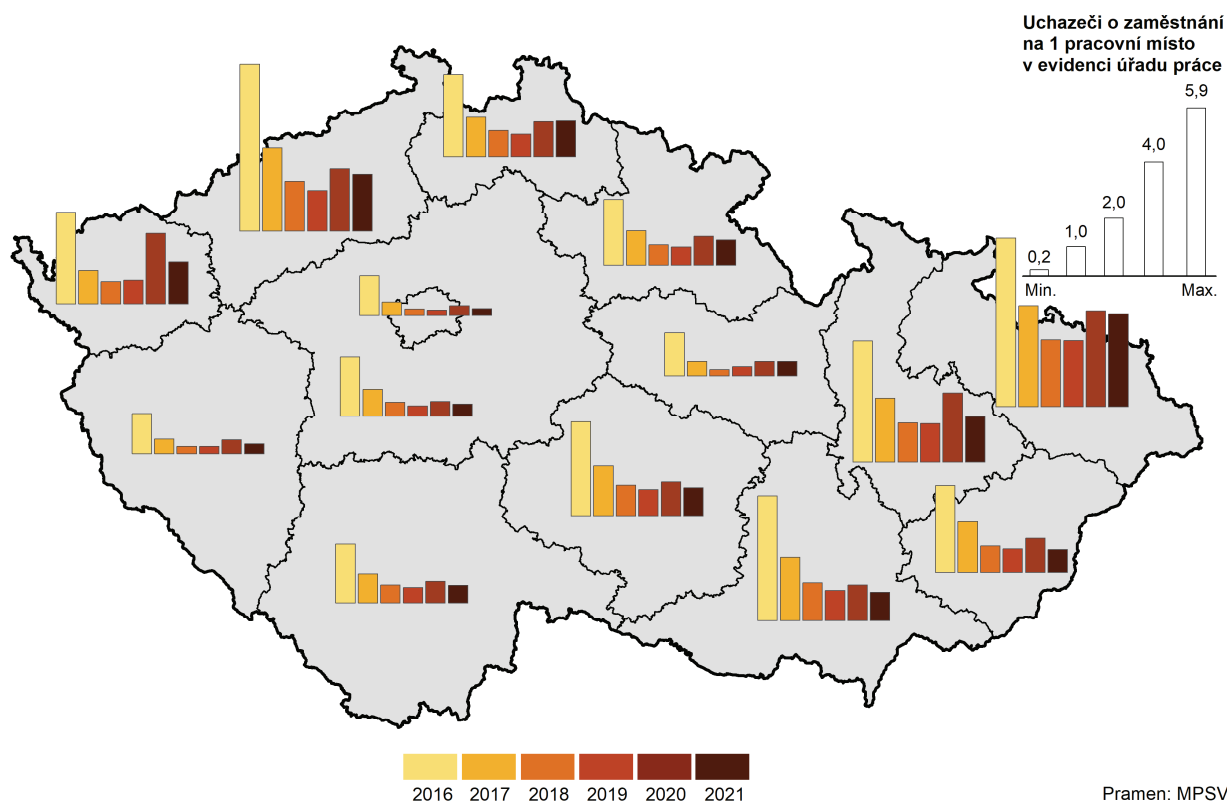 Uchazeči o zaměstnání
na 1 pracovní místo
v evidenci úřadu práce
5,9
4,0
2,0
1,0
0,2
Min. Max.
2016 2017 2018 2019 2020 2021
Pramen: MPSV